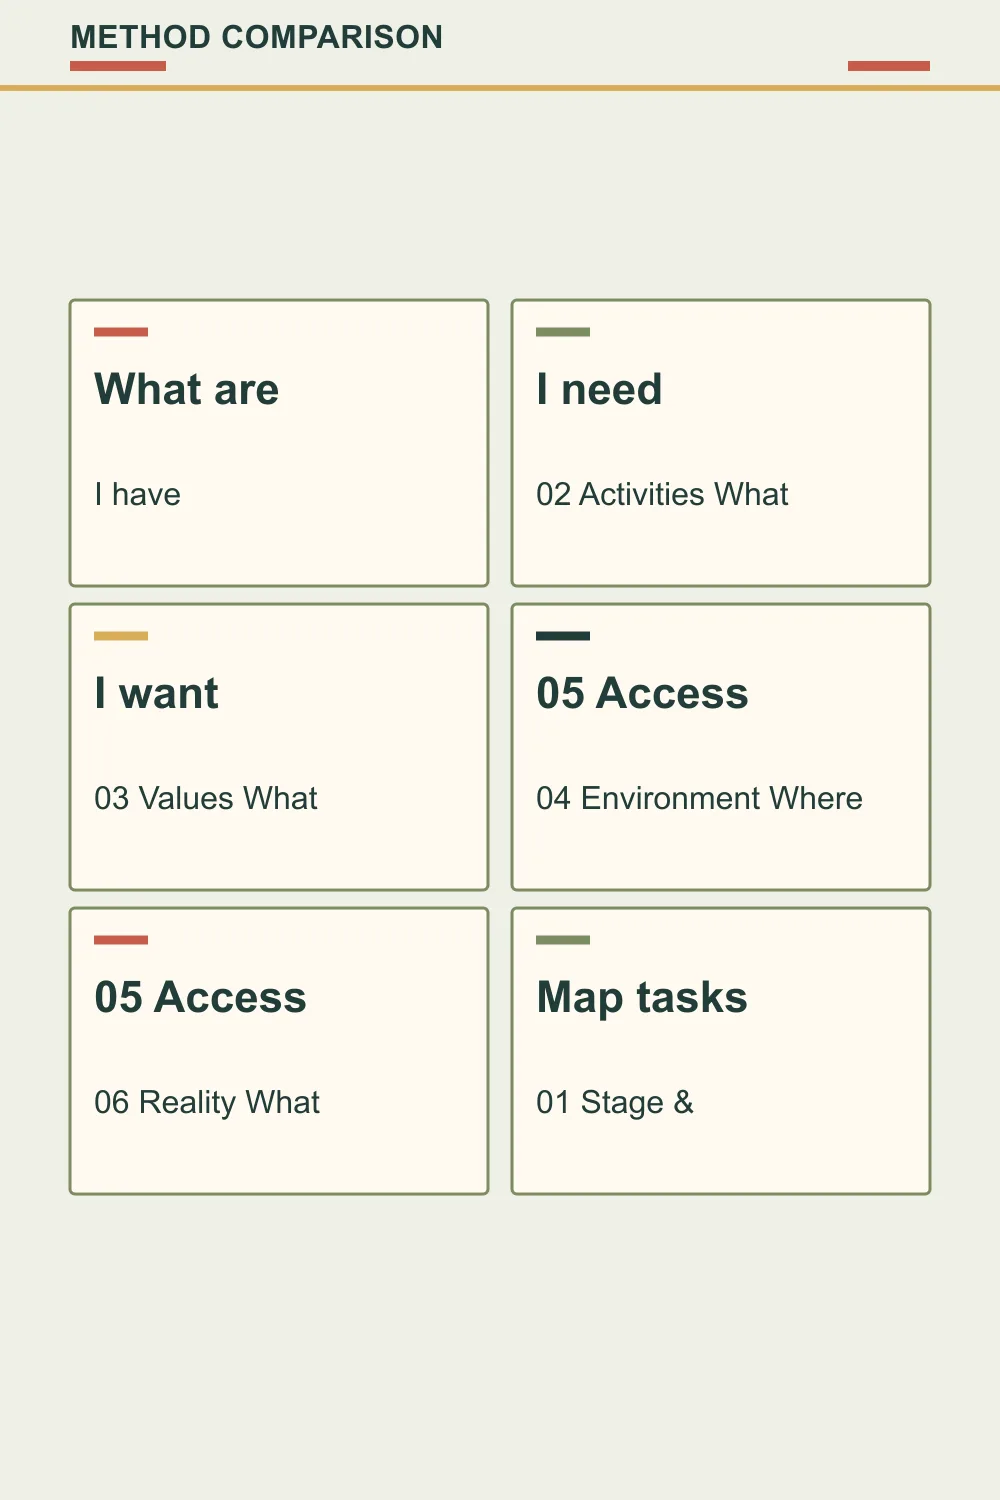 METHOD COMPARISON
What are
I have
I need
02 Activities What
I want
03 Values What
05 Access
04 Environment Where
05 Access
06 Reality What
Map tasks
01 Stage &